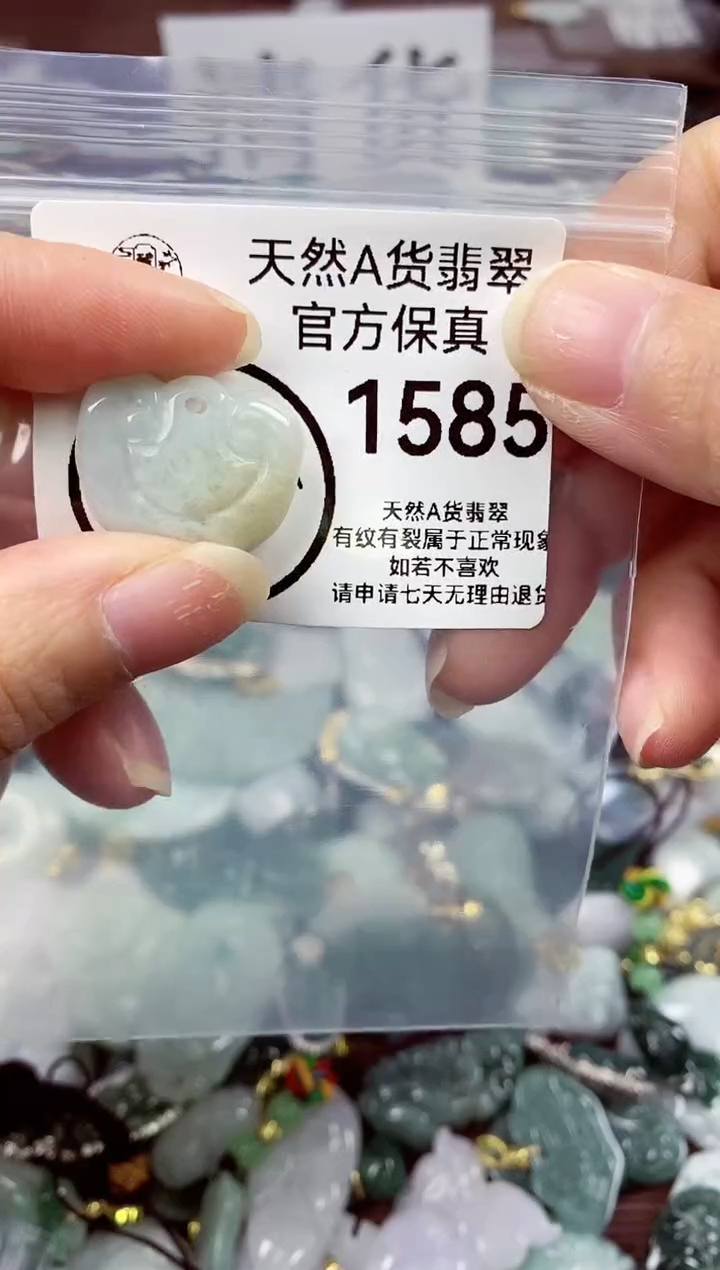 货
天然A货翡翠
官方保真
1585
天然A货翡翠
有纹有裂属于正常现象
如若不喜欢
请申请七天无理由退货